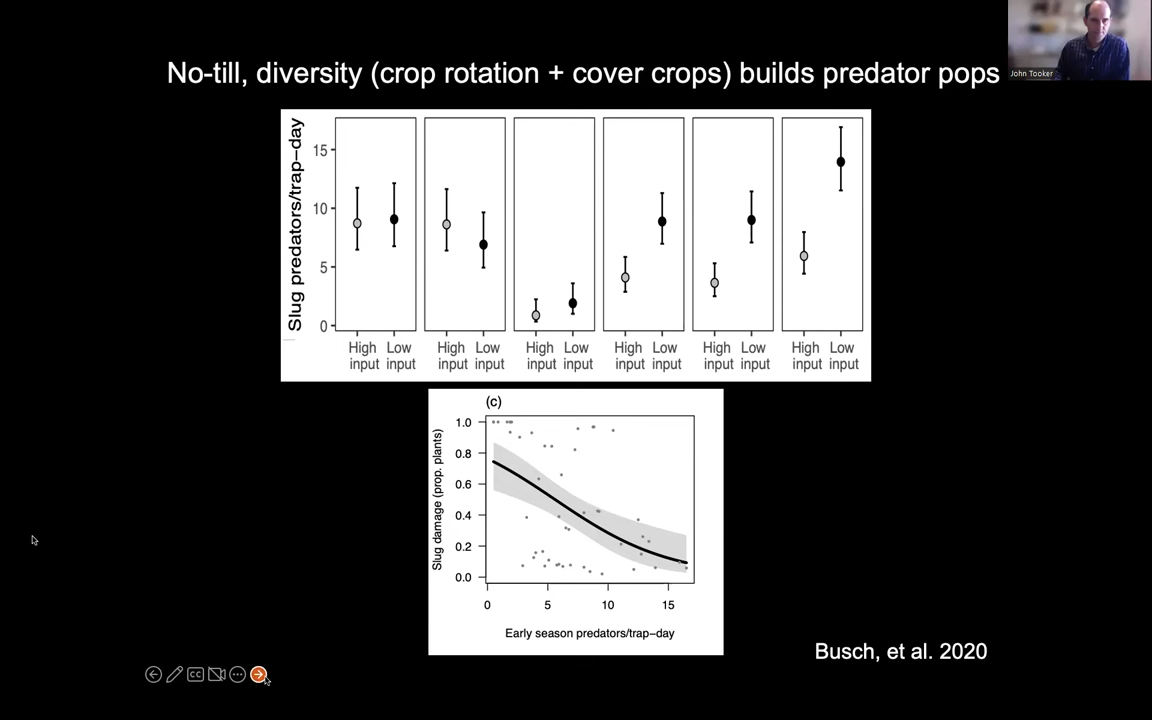 No-till, diversity (crop rotation + cover crops) builds predator pops
John Tooker
Slug predators/trap−day
15
10
5
0
High input
Low input
High input
Low input
High input
Low input
High input
Low input
High input
Low input
High input
Low input
(c)
Slug damage (prop. plants)
1.0
0.8
0.6
0.4
0.2
0.0
0 5 10 15
Early season predators/trap−day
Busch, et al. 2020
CC